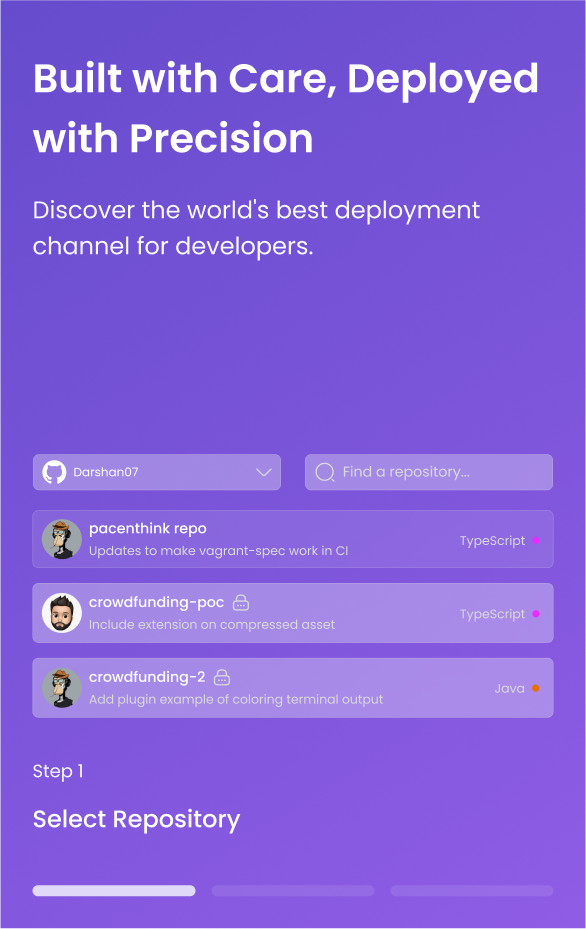 Built with Care, Deployed
with Precision
Discover the world's best deployment
channel for developers.
Darshan07
Find a repository...
pacenthink repo
Updates to make vagrant-spec work in CI
TypeScript
crowdfunding-poc
Include extension on compressed asset
TypeScript
crowdfunding-2
Add plugin example of coloring terminal output
Java
Step 1
Select Repository